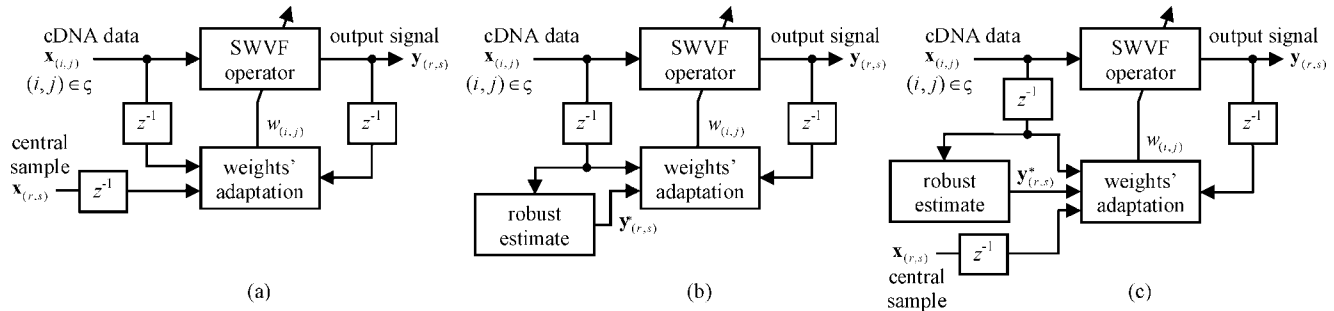 cDNA data
x(i,j)
(i,j)∈ς
SWVF
operator
output signal
y(r,s)
z-1
z-1
w(i,j)
central
sample
x(r,s)
z-1
weights'
adaptation
(a)
cDNA data
x(i,j)
(i,j)∈ς
SWVF
operator
output signal
y(r,s)
z-1
z-1
w(i,j)
weights'
adaptation
robust
estimate
y*(r,s)
(b)
cDNA data
x(i,j)
(i,j)∈ς
SWVF
operator
output signal
y(r,s)
z-1
z-1
w(i,j)
robust
estimate
y*(r,s)
weights'
adaptation
x(r,s)
central
sample
z-1
(c)